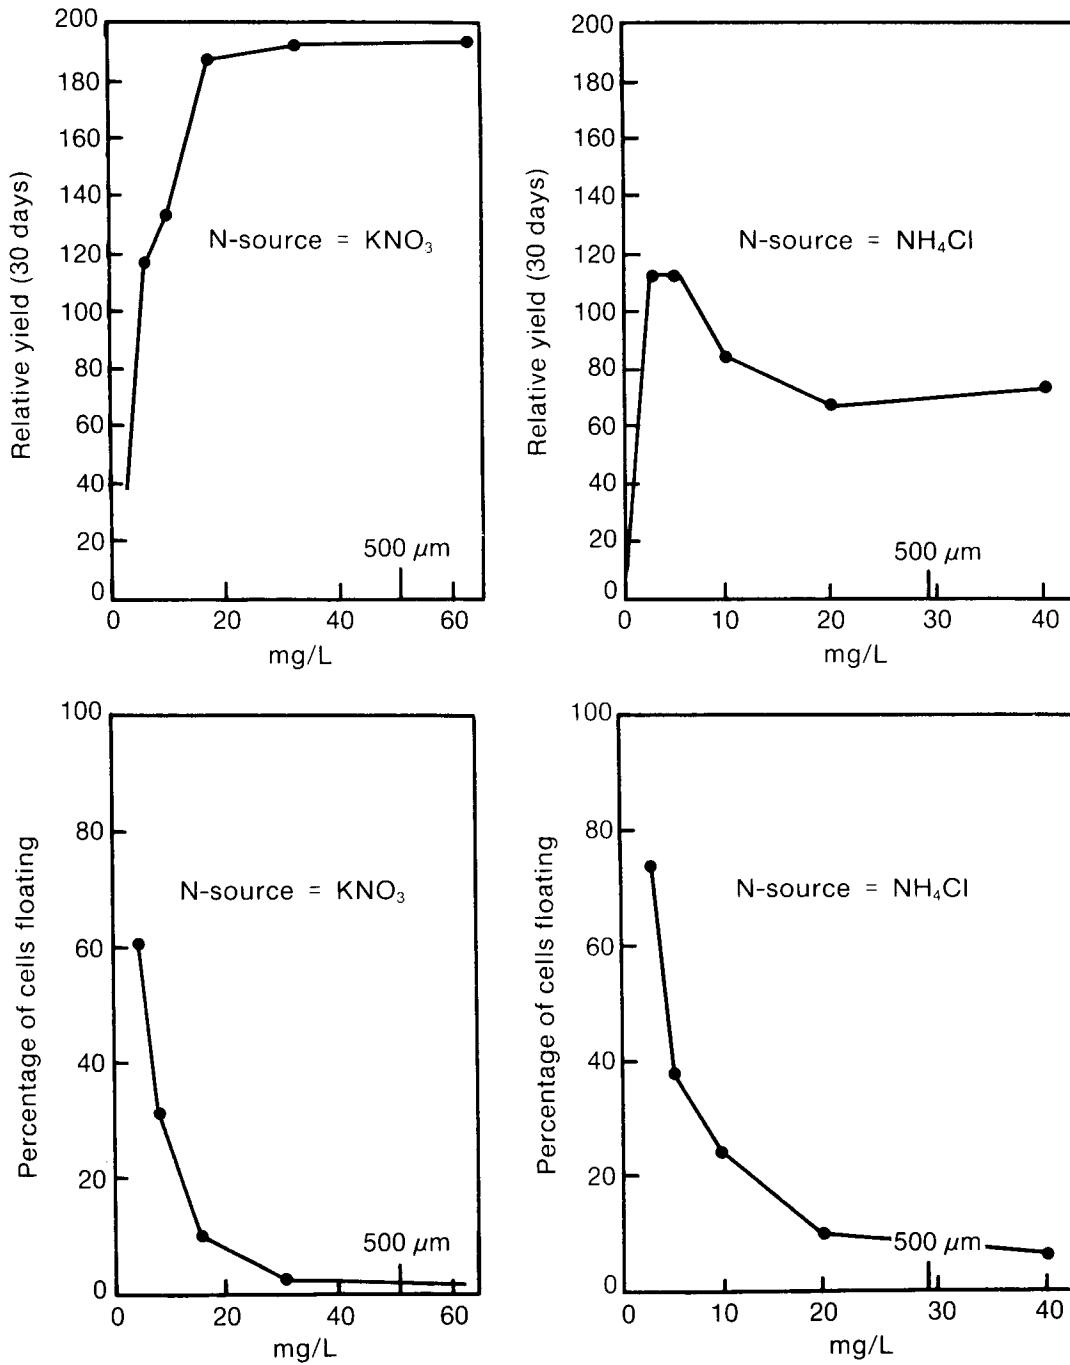 200
180
160
140
120
100
80
60
40
20
0
Relative yield (30 days)
N-source = KNO₃
500 μm
0 20 40 60
mg/L
200
180
160
140
120
100
80
60
40
20
0
Relative yield (30 days)
N-source = NH₄Cl
500 μm
0 10 20 30 40
mg/L
100
80
60
40
20
0
Percentage of cells floating
N-source = KNO₃
500 μm
0 20 40 60
mg/L
100
80
60
40
20
0
Percentage of cells floating
N-source = NH₄Cl
500 μm
0 10 20 30 40
mg/L